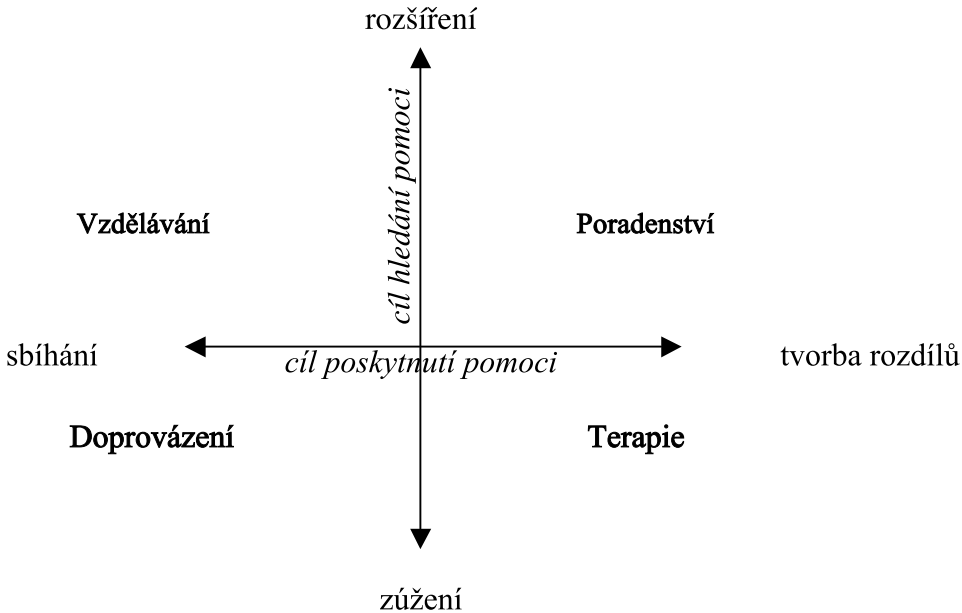 rozšíření
cíl hledání pomoci
Vzdělávání
Poradenství
sbíhání
cíl poskytnutí pomoci
tvorba rozdílů
Doprovázení
Terapie
zúžení